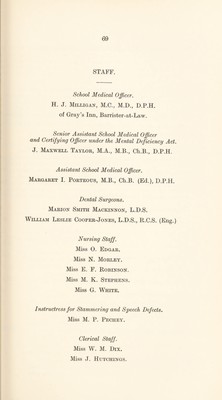 69
STAFF.
School Medical Officer.
H. J. MILLIGAN, M.C., M.D., D.P.H.
of Gray's Inn, Barrister-at-Law.
Senior Assistant School Medical Officer
and Certifying Officer under the Mental Deficiency Act.
J. MAXWELL TAYLOR, M.A., M.B., Ch.B., D.P.H.
Assistant School Medical Officer.
MARGARET I. PORTEOUS, M.B., Ch.B. (Ed.), D.P.H.
Dental Surgeons.
MARION SMITH MACKINNON, L.D.S.
WILLIAM LESLIE COOPER-JONES, L.D.S., R.C.S. (Eng.)
Nursing Staff.
Miss O. EDGAR.
Miss N. MORLEY.
Miss E. F. ROBINSON.
Miss M. K. STEPHENS.
Miss G. WHITE.
Instructress for Stammering and Speech Defects.
Miss M. P. PECHEY.
Clerical Staff.
Miss W. M. DIX.
Miss J. HUTCHINGS.